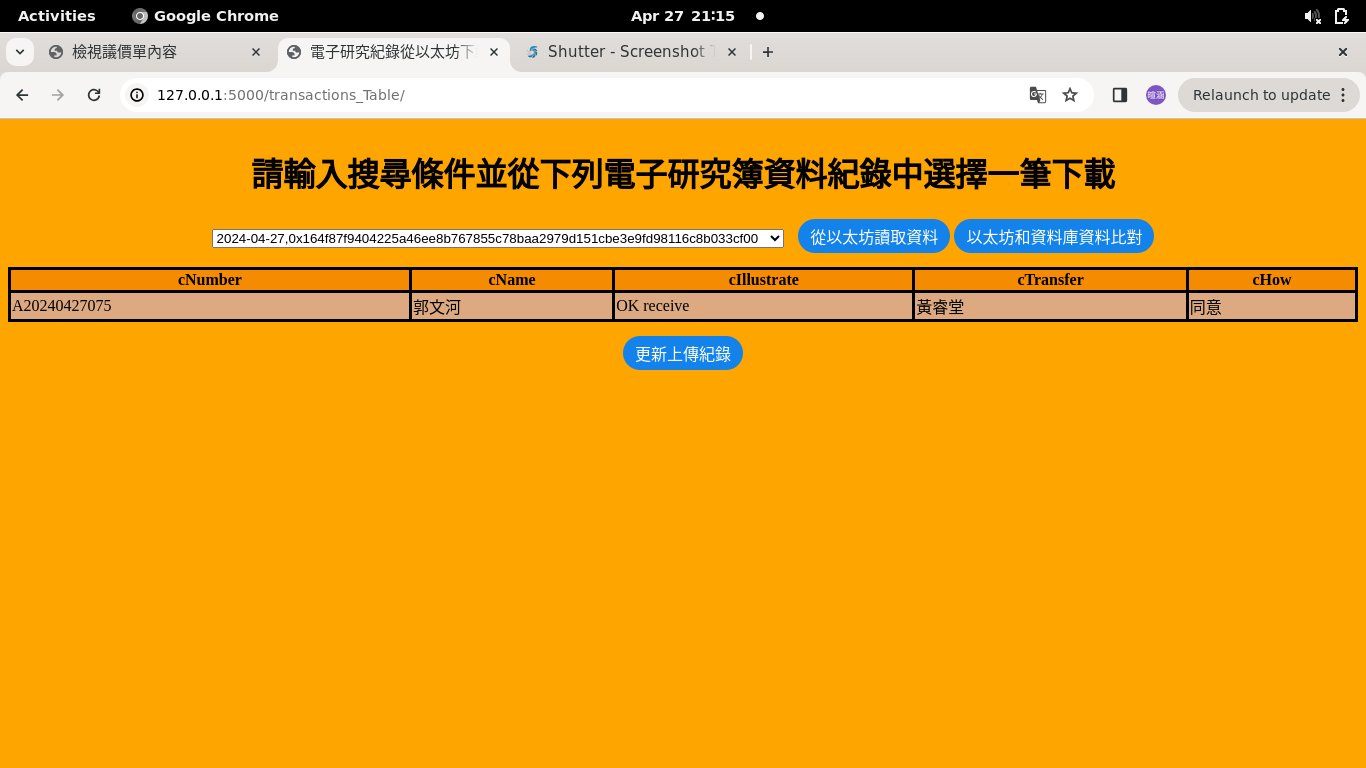 Activities Google Chrome Apr 27 21:15
檢視議價單內容 電子研究紀錄從以太坊下 Shutter - Screenshot
127.0.0.1:5000/transactions_Table/ 暄涵 Relaunch to update
請輸入搜尋條件並從下列電子研究簿資料紀錄中選擇一筆下載
2024-04-27,0x164f87f9404225a46ee8b767855c78baa2979d151cbe3e9fd98116c8b033cf00 從以太坊讀取資料 以太坊和資料庫資料比對
cNumber cName cIllustrate cTransfer cHow
A20240427075 郭文河 OK receive 黃睿堂 同意
更新上傳紀錄